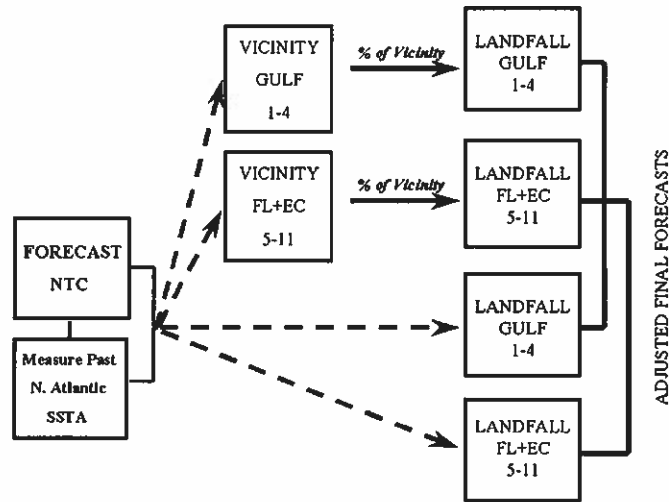 VICINITY
GULF
1-4
% of Vicinity
LANDFALL
GULF
1-4
VICINITY
FL+EC
5-11
% of Vicinity
LANDFALL
FL+EC
5-11
FORECAST
NTC
Measure Past
N. Atlantic
SSTA
LANDFALL
GULF
1-4
LANDFALL
FL+EC
5-11
ADJUSTED FINAL FORECASTS